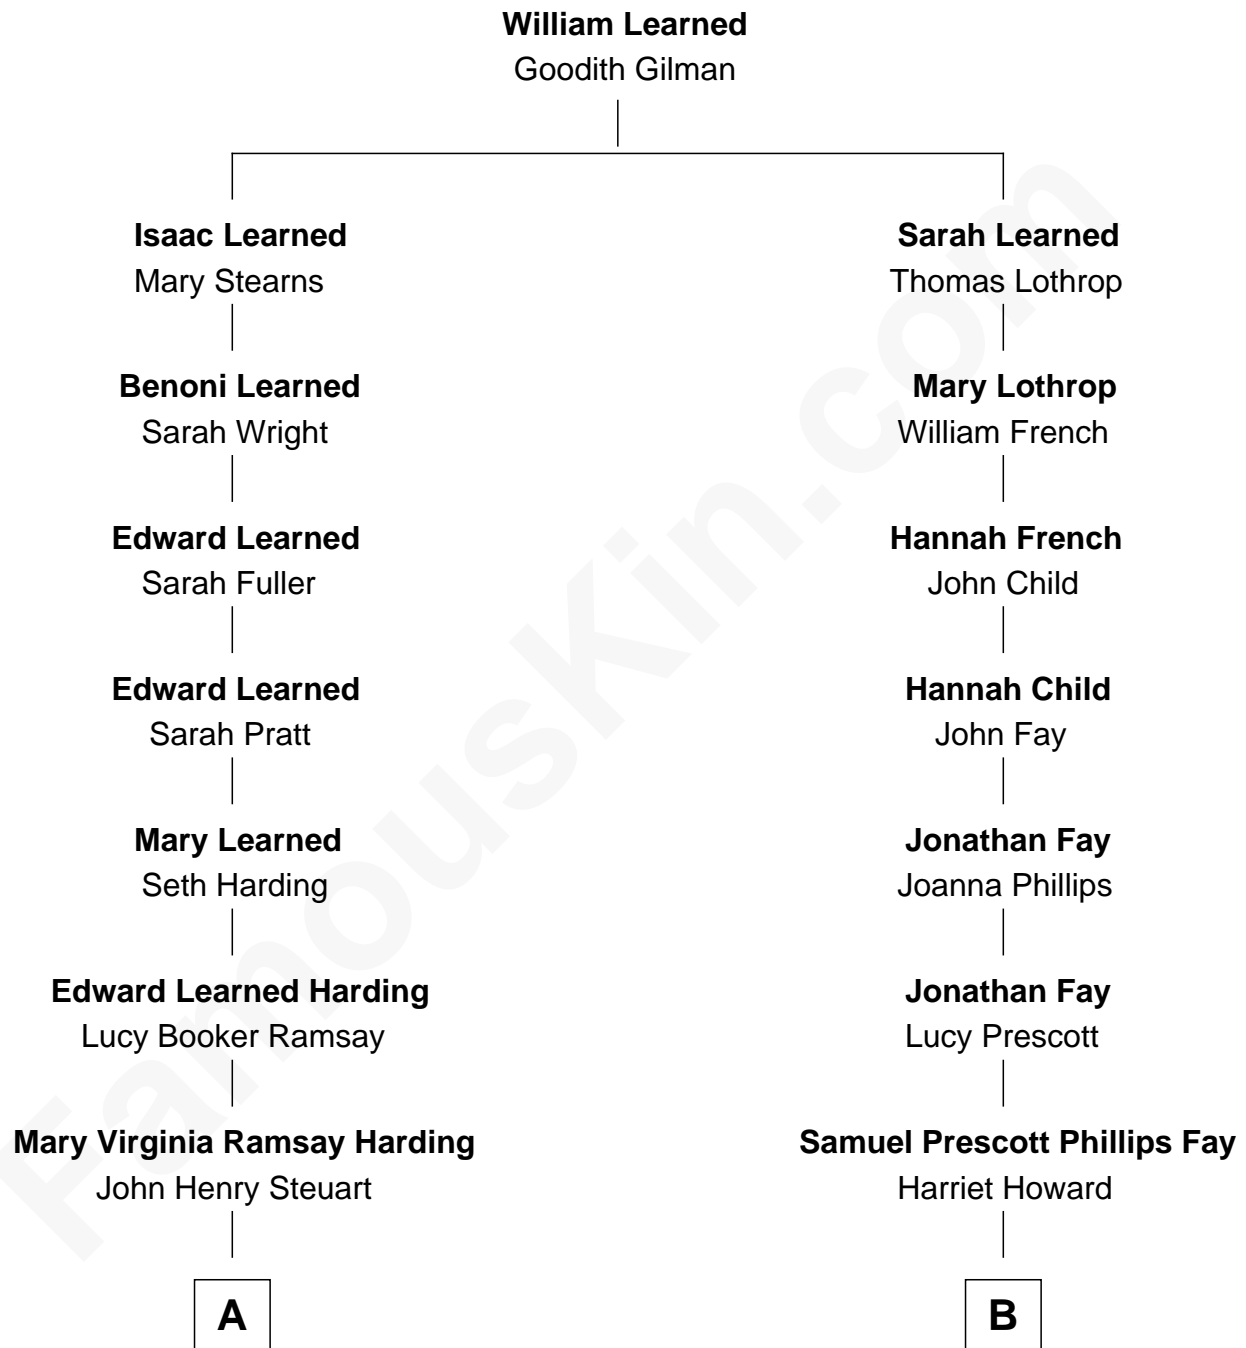 William Learned
Goodith Gilman
Isaac Learned
Mary Stearns
Sarah Learned
Thomas Lothrop
Benoni Learned
Sarah Wright
Mary Lothrop
William French
Edward Learned
Sarah Fuller
Hannah French
John Child
Edward Learned
Sarah Pratt
Hannah Child
John Fay
Mary Learned
Seth Harding
Jonathan Fay
Joanna Phillips
Edward Learned Harding
Lucy Booker Ramsay
Jonathan Fay
Lucy Prescott
Mary Virginia Ramsay Harding
John Henry Steuart
Samuel Prescott Phillips Fay
Harriet Howard
A
B
FamousKin.com